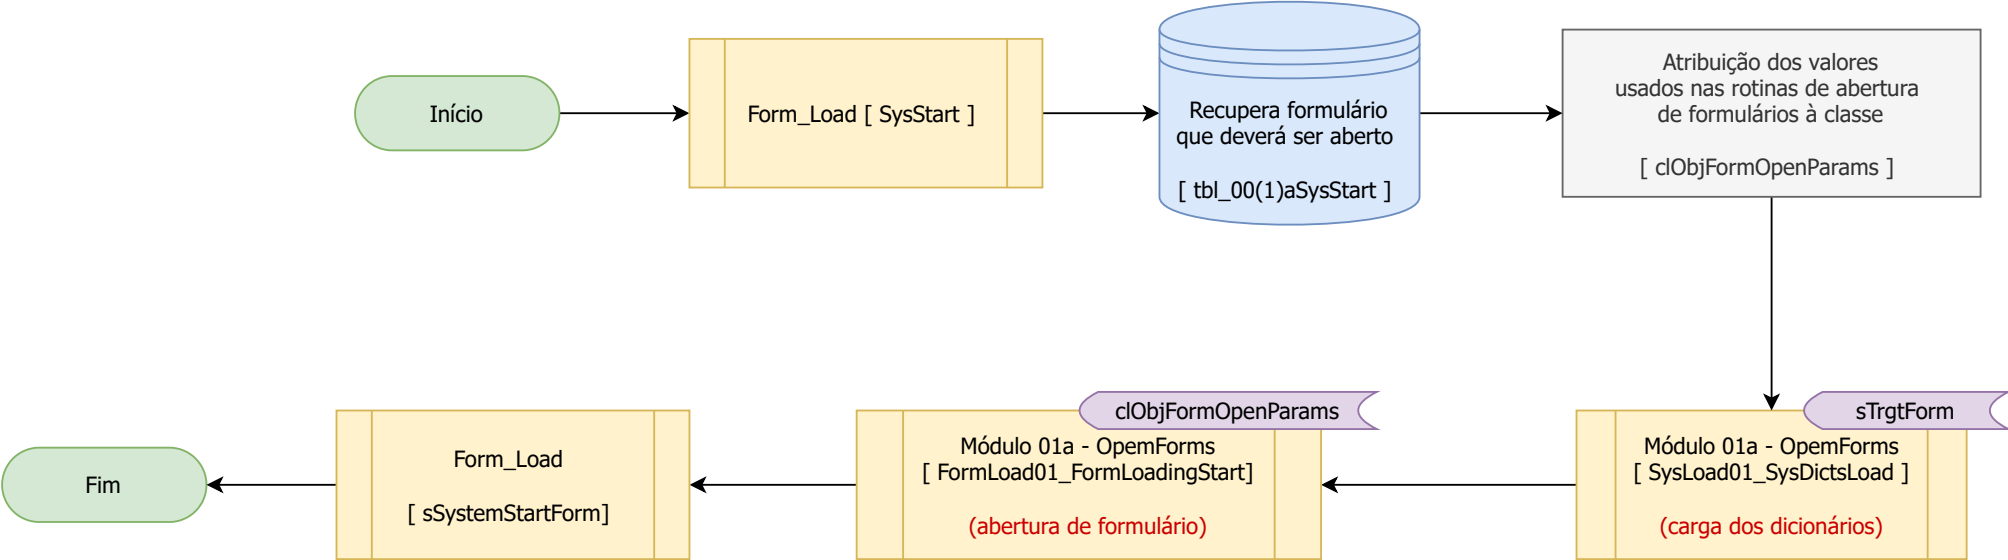 Início
Form_Load [ SysStart ]
Recupera formulário
que deverá ser aberto
[ tbl_00(1)aSysStart ]
Atribuição dos valores
usados nas rotinas de abertura
de formulários à classe
[ clObjFormOpenParams ]
sTrgtForm
Módulo 01a - OpemForms
[ SysLoad01_SysDictsLoad ]
(carga dos dicionários)
clObjFormOpenParams
Módulo 01a - OpemForms
[ FormLoad01_FormLoadingStart]
(abertura de formulário)
Form_Load
[ sSystemStartForm]
Fim